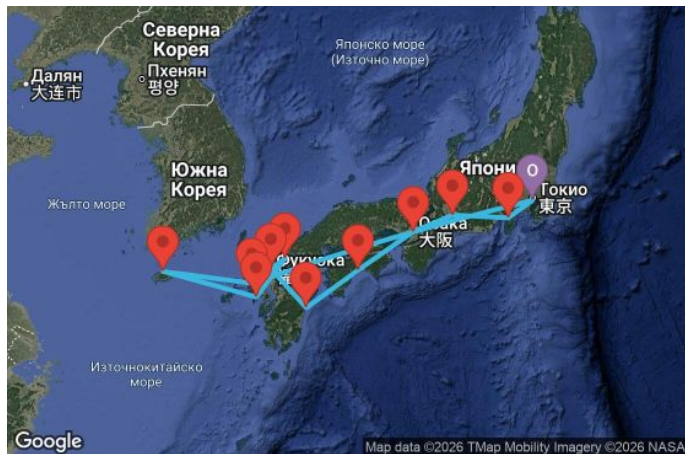 Северна
Корея
Японско море
(Източно море)
Далян
大连市
Пхенян
평양
Южна
Корея
Япони
О
Токио
東京
Жълто море
Osaka
大阪
Фукуока
Източнокитайско
море
Google
Map data ©2026 TMap Mobility Imagery ©2026 NASA